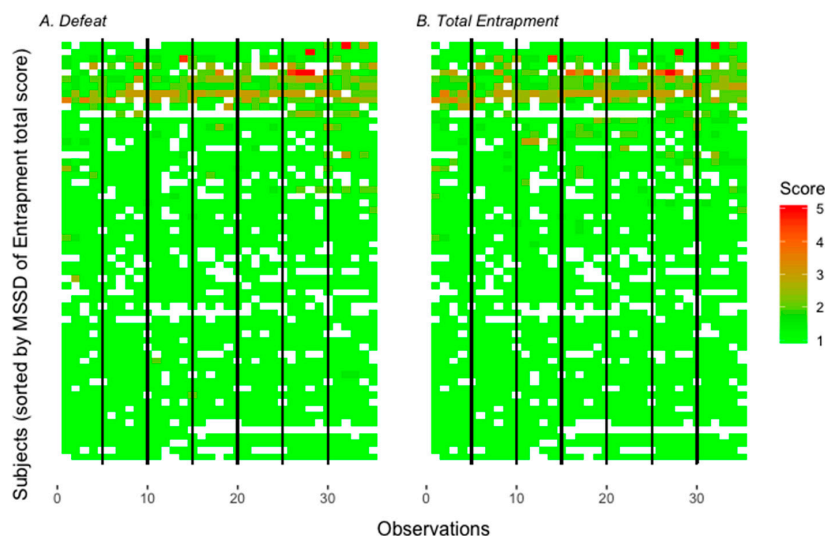 A. Defeat
B. Total Entrapment
Subjects (sorted by MSSD of Entrapment total score)
Score
5
4
3
2
1
0
10
20
30
0
10
20
30
Observations